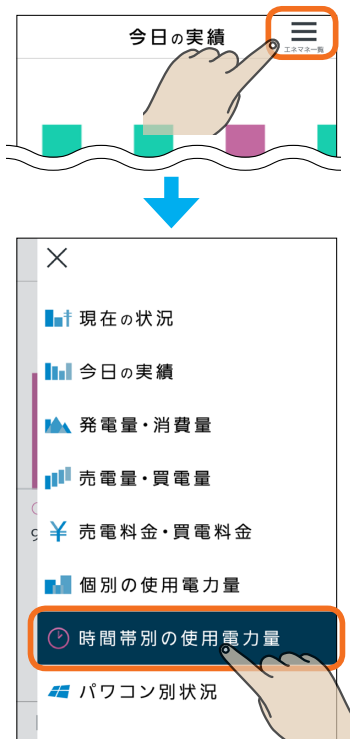 今日の実績
エネマネ一覧
現在の状況
今日の実績
発電量・消費量
売電量・買電量
9
¥ 売電料金・買電料金
個別の使用電力量
時間帯別の使用電力量
パワコン別状況